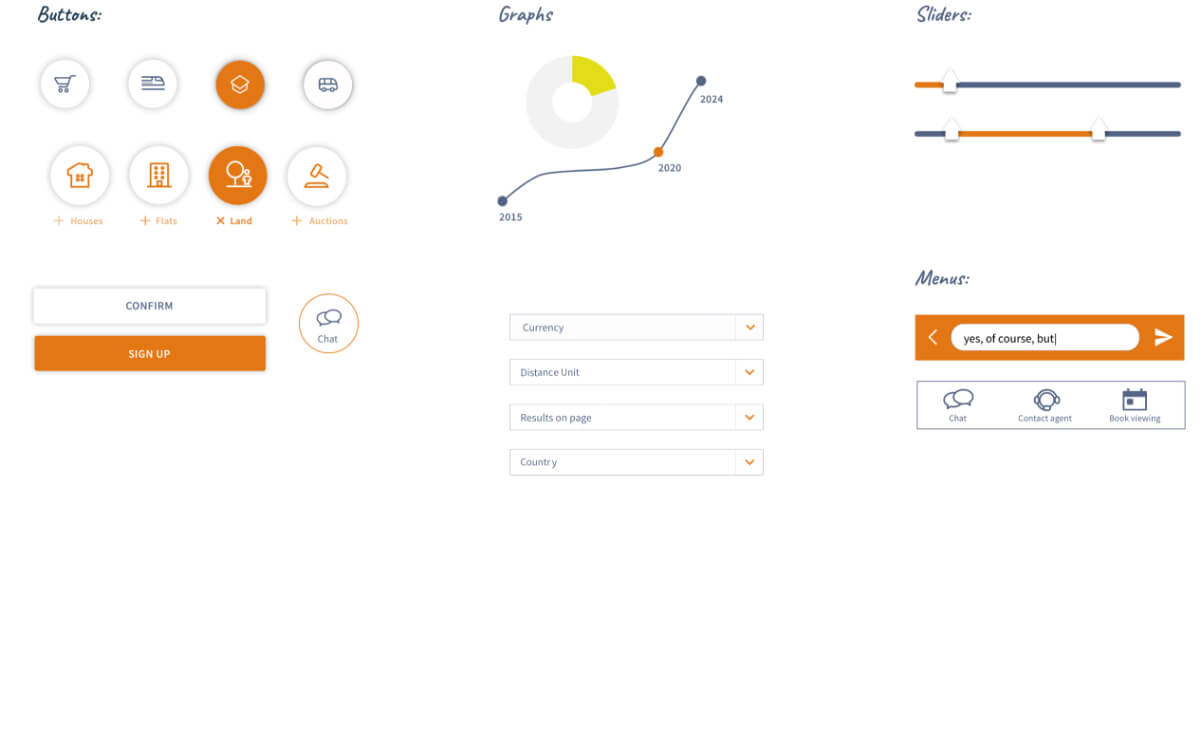 Buttons:
Graphs
Sliders:
2024
2020
2015
+ Houses
+ Flats
× Land
+ Auctions
Menus:
CONFIRM
SIGN UP
Chat
Currency
Distance Unit
Results on page
Country
yes, of course, but
Chat
Contact agent
Book viewing